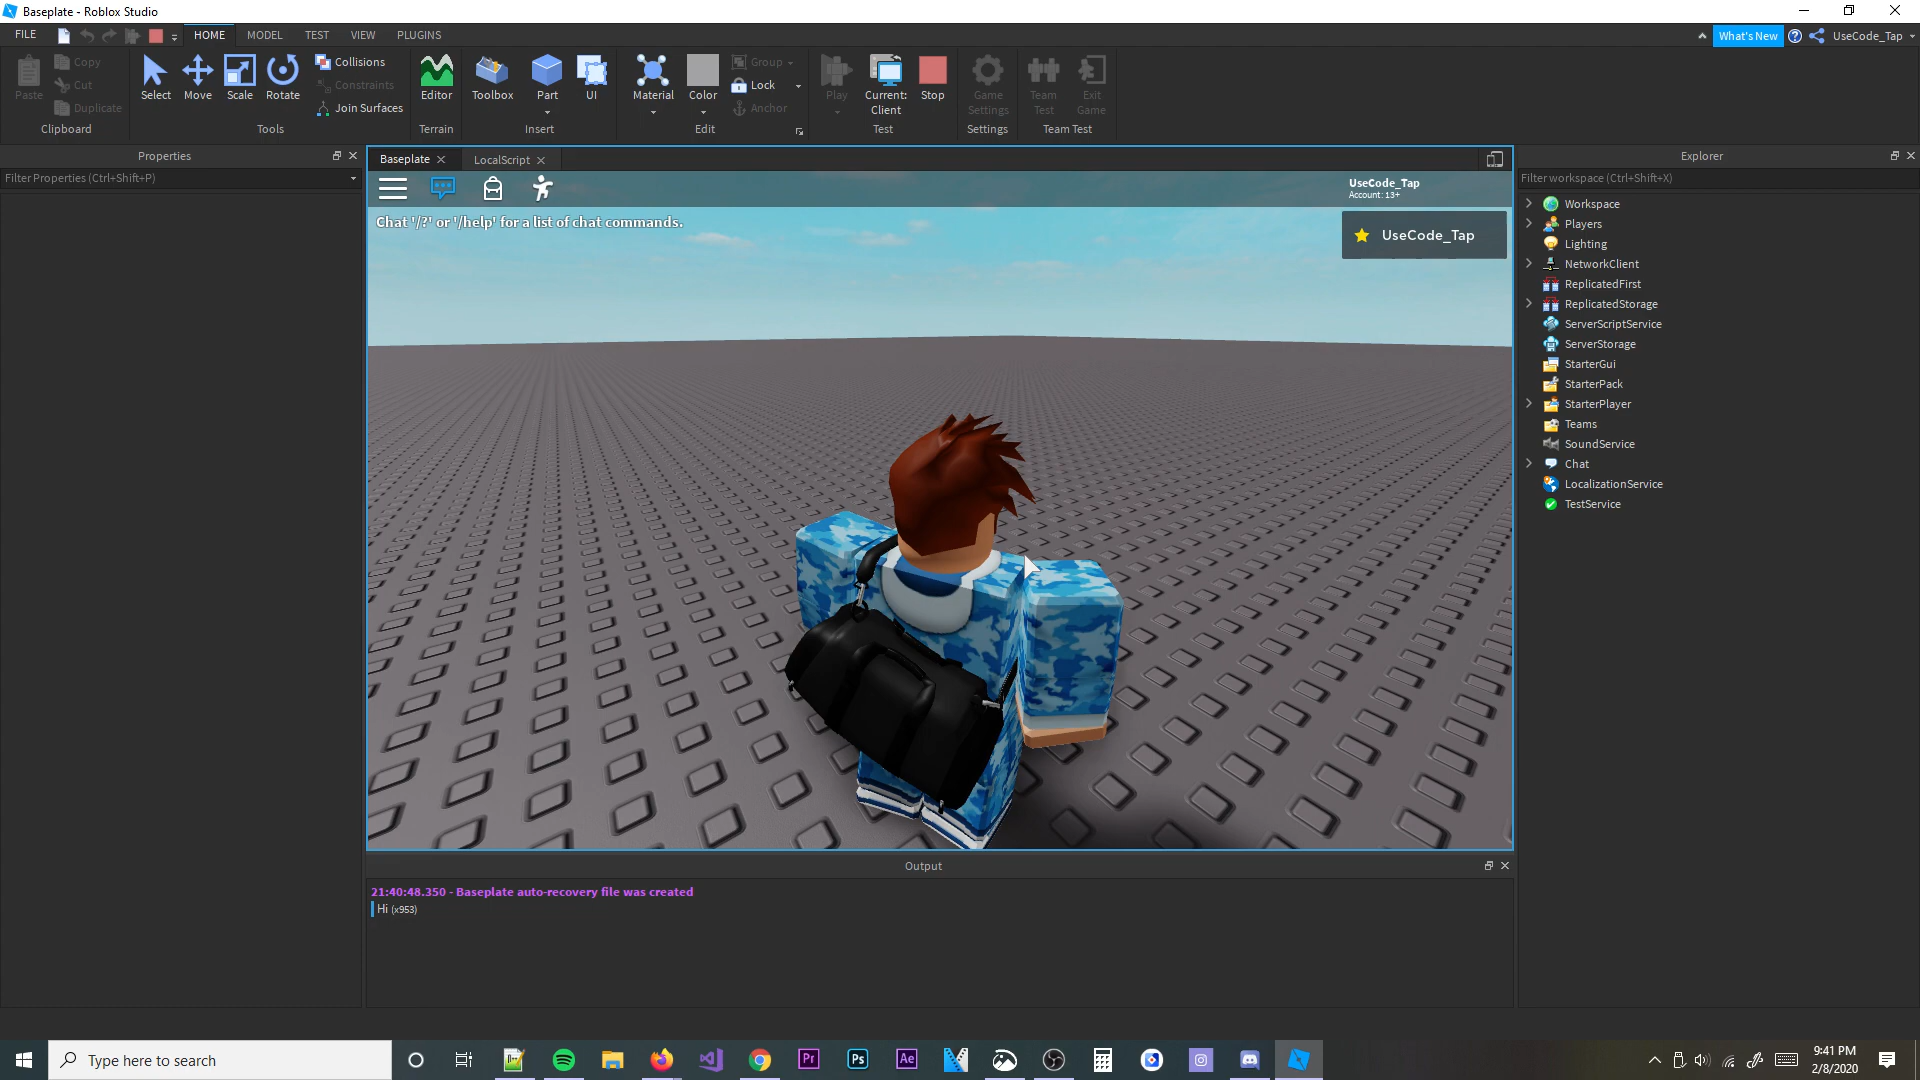 Baseplate - Roblox Studio
FILE HOME MODEL TEST VIEW PLUGINS What's New UseCode_Tap
Paste Copy Cut Duplicate
Clipboard
Select Move Scale Rotate Collisions Constraints Join Surfaces
Tools
Editor
Terrain
Toolbox Part UI
Insert
Material Color Group Lock Anchor
Edit
Play Current: Client Stop
Test
Game Settings
Settings
Team Test Exit Game
Team Test
Properties
Filter Properties (Ctrl+Shift+P)
Baseplate LocalScript
UseCode_Tap
Account: 13+
Chat '/?' or '/help' for a list of chat commands.
UseCode_Tap
Explorer
Filter workspace (Ctrl+Shift+X)
Workspace
Players
Lighting
NetworkClient
ReplicatedFirst
ReplicatedStorage
ServerScriptService
ServerStorage
StarterGui
StarterPack
StarterPlayer
Teams
SoundService
Chat
LocalizationService
TestService
Output
21:40:48.350 - Baseplate auto-recovery file was created
Hi (x953)
Type here to search
Pr Ps Ae
9:41 PM
2/8/2020